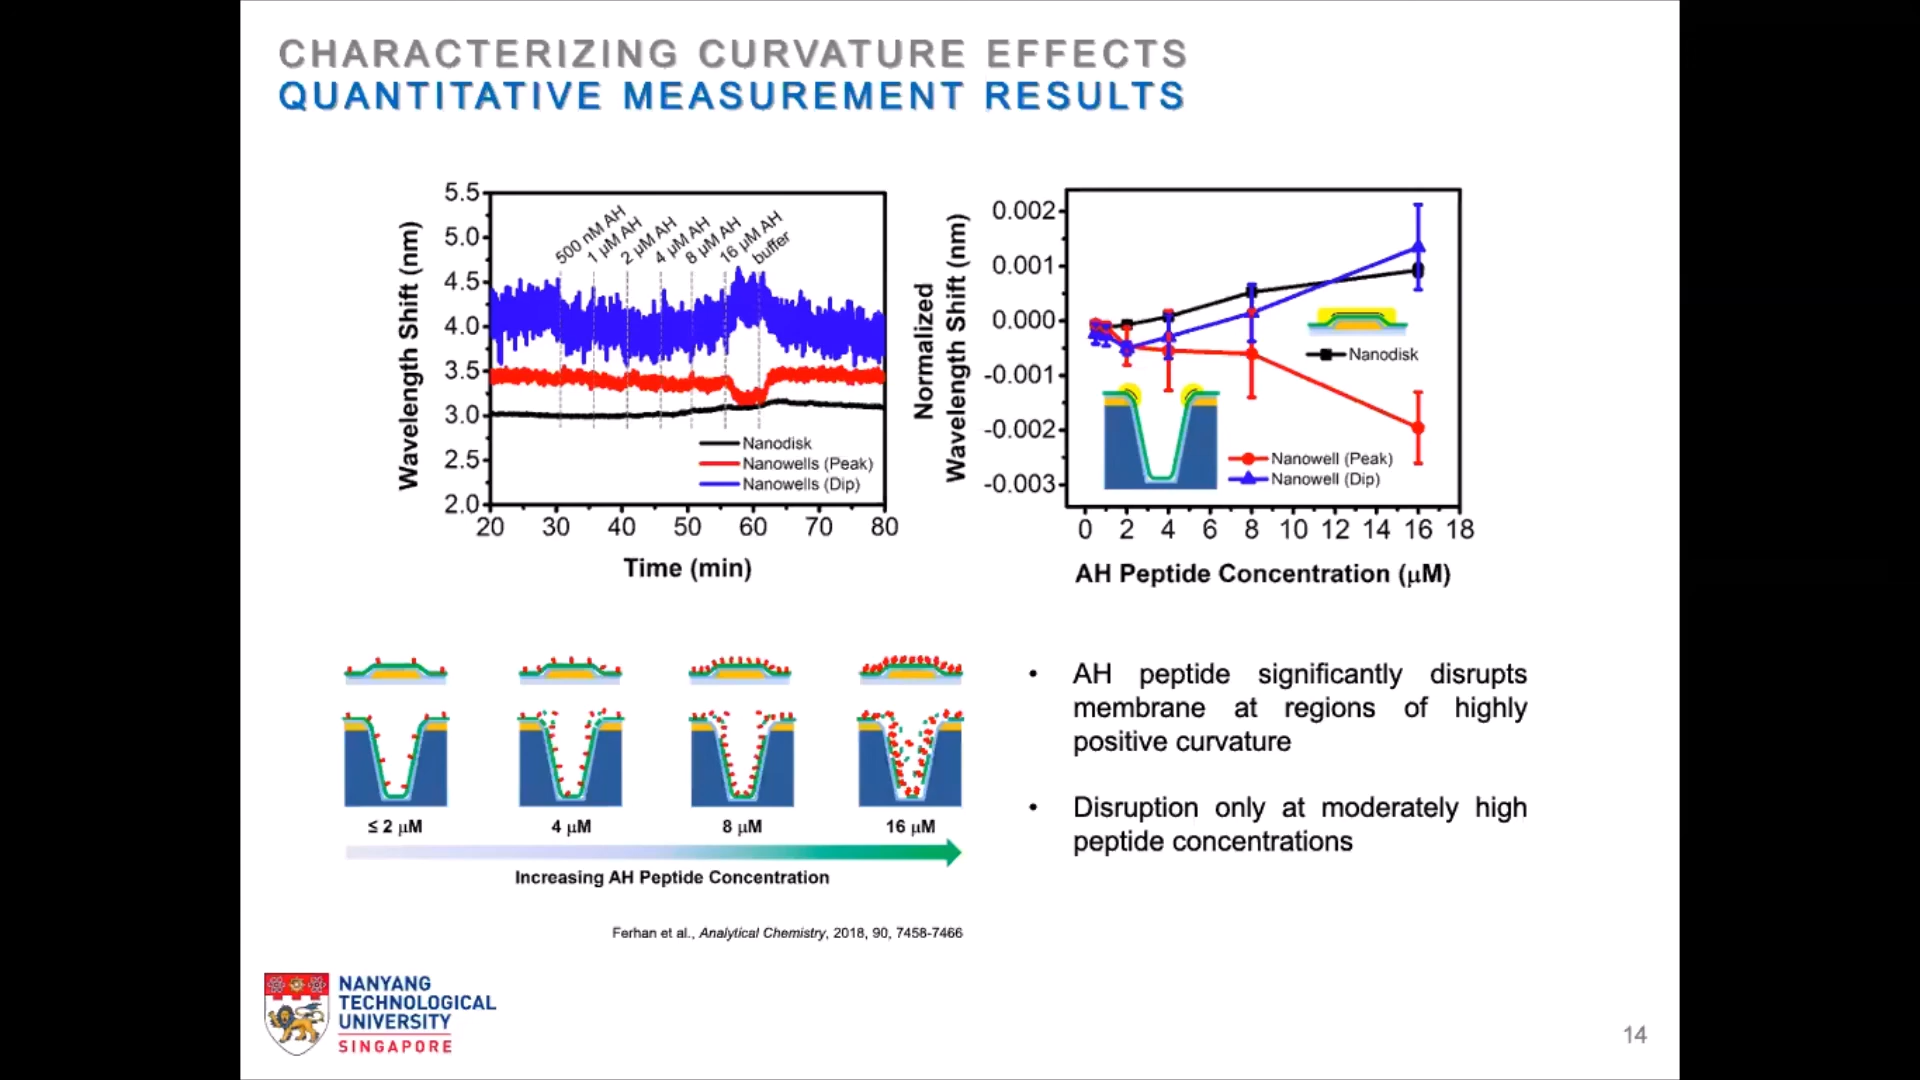 CHARACTERIZING CURVATURE EFFECTS
QUANTITATIVE MEASUREMENT RESULTS
5.5
5.0
4.5
4.0
3.5
3.0
2.5
2.0
Wavelength Shift (nm)
500 nM AH
1 μM AH
2 μM AH
4 μM AH
8 μM AH
16 μM AH
buffer
Nanodisk
Nanowells (Peak)
Nanowells (Dip)
20 30 40 50 60 70 80
Time (min)
Normalized
Wavelength Shift (nm)
0.002
0.001
0.000
-0.001
-0.002
-0.003
Nanodisk
Nanowell (Peak)
Nanowell (Dip)
0 2 4 6 8 10 12 14 16 18
AH Peptide Concentration (μM)
≤ 2 μM
4 μM
8 μM
16 μM
Increasing AH Peptide Concentration
• AH peptide significantly disrupts
membrane at regions of highly
positive curvature
• Disruption only at moderately high
peptide concentrations
Ferhan et al., Analytical Chemistry, 2018, 90, 7458-7466
NANYANG
TECHNOLOGICAL
UNIVERSITY
SINGAPORE
14